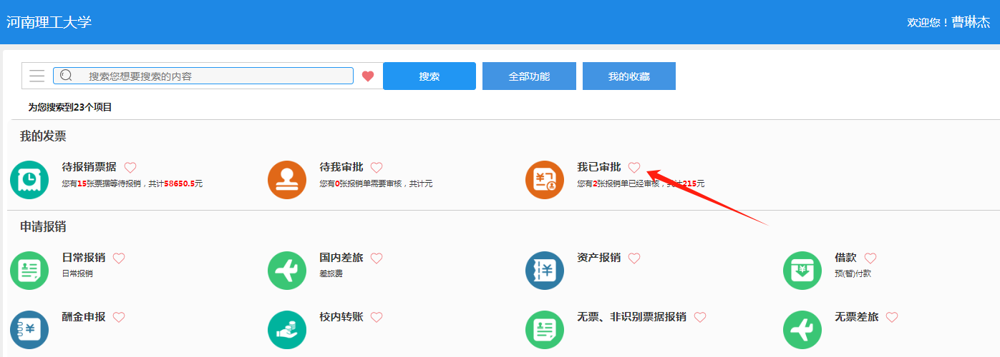 河南理工大学
欢迎您！曹琳杰
搜索您想要搜索的内容
搜索
全部功能
我的收藏
为您搜索到23个项目
我的发票
待报销票据
您有15张票据等待报销，共计58650.5元
待我审批
您有0张报销单需要审核，共计元
我已审批
您有2张报销单已经审核，共计215元
申请报销
日常报销
日常报销
国内差旅
差旅费
资产报销
借款
预(暂)付款
酬金申报
校内转账
无票、非识别票据报销
无票差旅